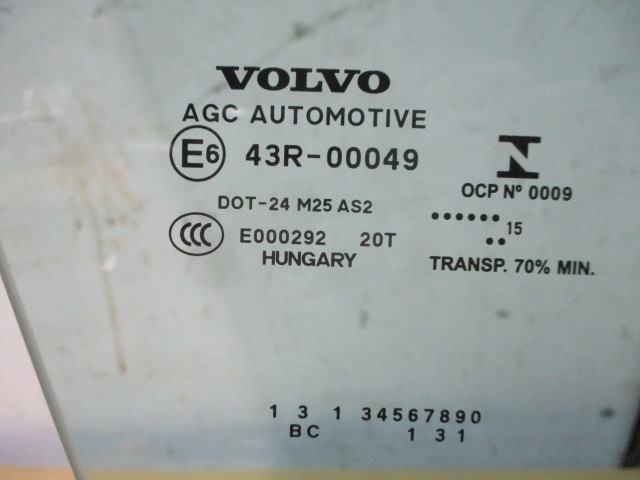 VOLVO
AGC AUTOMOTIVE
E6 43R-00049
N
OCP Nº 0009
DOT-24 M25 AS2
•••••• 15
••
CCC E000292 20T
HUNGARY
TRANSP. 70% MIN.
1 3 1 34567890
BC 1 3 1